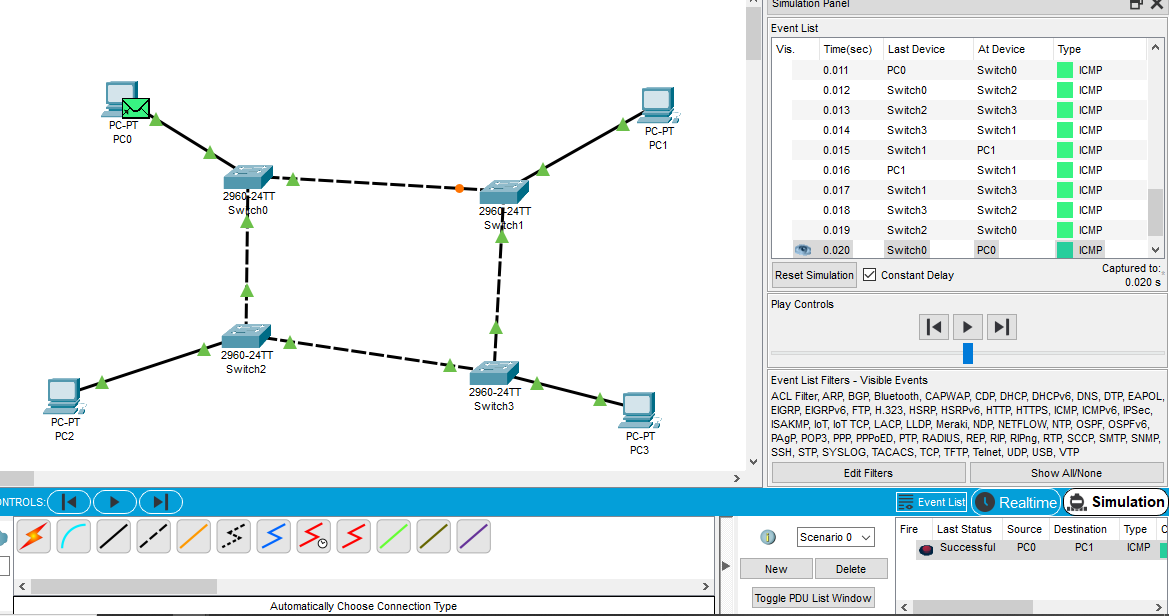 Simulation Panel
Event List
Vis. Time(sec) Last Device At Device Type
0.011 PC0 Switch0 ICMP
0.012 Switch0 Switch2 ICMP
0.013 Switch2 Switch3 ICMP
0.014 Switch3 Switch1 ICMP
0.015 Switch1 PC1 ICMP
0.016 PC1 Switch1 ICMP
0.017 Switch1 Switch3 ICMP
0.018 Switch3 Switch2 ICMP
0.019 Switch2 Switch0 ICMP
0.020 Switch0 PC0 ICMP
Reset Simulation Constant Delay Captured to:
0.020 s
Play Controls
Event List Filters - Visible Events
ACL Filter, ARP, BGP, Bluetooth, CAPWAP, CDP, DHCP, DHCPv6, DNS, DTP, EAPOL,
EIGRP, EIGRPv6, FTP, H.323, HSRP, HSRPv6, HTTP, HTTPS, ICMP, ICMPv6, IPSec,
ISAKMP, IoT, IoT TCP, LACP, LLDP, Meraki, NDP, NETFLOW, NTP, OSPF, OSPFv6,
PAgP, POP3, PPP, PPPoED, PTP, RADIUS, REP, RIP, RIPng, RTP, SCCP, SMTP, SNMP,
SSH, STP, SYSLOG, TACACS, TCP, TFTP, Telnet, UDP, USB, VTP
Edit Filters Show All/None
PC-PT
PC0
PC-PT
PC1
2960-24TT
Switch0
2960-24TT
Switch1
2960-24TT
Switch2
2960-24TT
Switch3
PC-PT
PC2
PC-PT
PC3
NTROLS: Event List Realtime Simulation
Scenario 0
New Delete
Toggle PDU List Window
Fire Last Status Source Destination Type C
Successful PC0 PC1 ICMP
Automatically Choose Connection Type